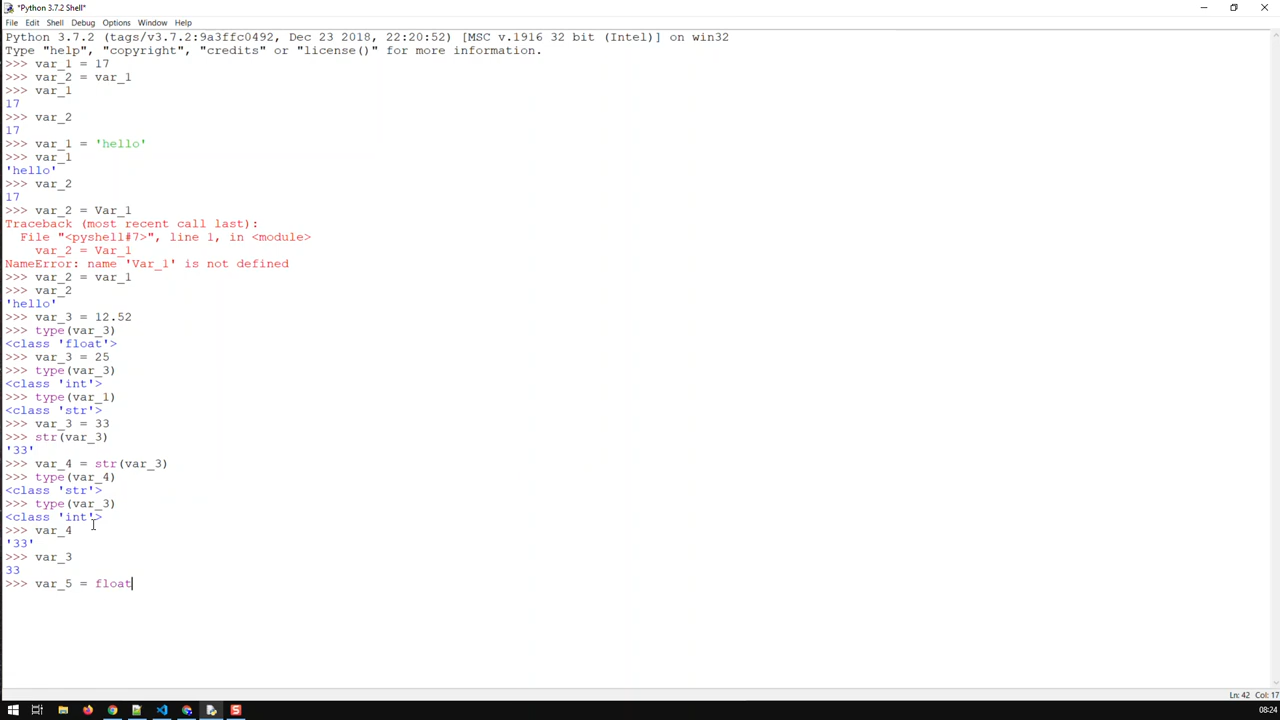 *Python 3.7.2 Shell*
File Edit Shell Debug Options Window Help
Python 3.7.2 (tags/v3.7.2:9a3ffc0492, Dec 23 2018, 22:20:52) [MSC v.1916 32 bit (Intel)] on win32
Type "help", "copyright", "credits" or "license()" for more information.
>>> var_1 = 17
>>> var_2 = var_1
>>> var_1
17
>>> var_2
17
>>> var_1 = 'hello'
>>> var_1
'hello'
>>> var_2
17
>>> var_2 = Var_1
Traceback (most recent call last):
  File "<pyshell#7>", line 1, in <module>
    var_2 = Var_1
NameError: name 'Var_1' is not defined
>>> var_2 = var_1
>>> var_2
'hello'
>>> var_3 = 12.52
>>> type(var_3)
<class 'float'>
>>> var_3 = 25
>>> type(var_3)
<class 'int'>
>>> type(var_1)
<class 'str'>
>>> var_3 = 33
>>> str(var_3)
'33'
>>> var_4 = str(var_3)
>>> type(var_4)
<class 'str'>
>>> type(var_3)
<class 'int'>
>>> var_4
'33'
>>> var_3
33
>>> var_5 = float
Ln: 42 Col: 17
08:24